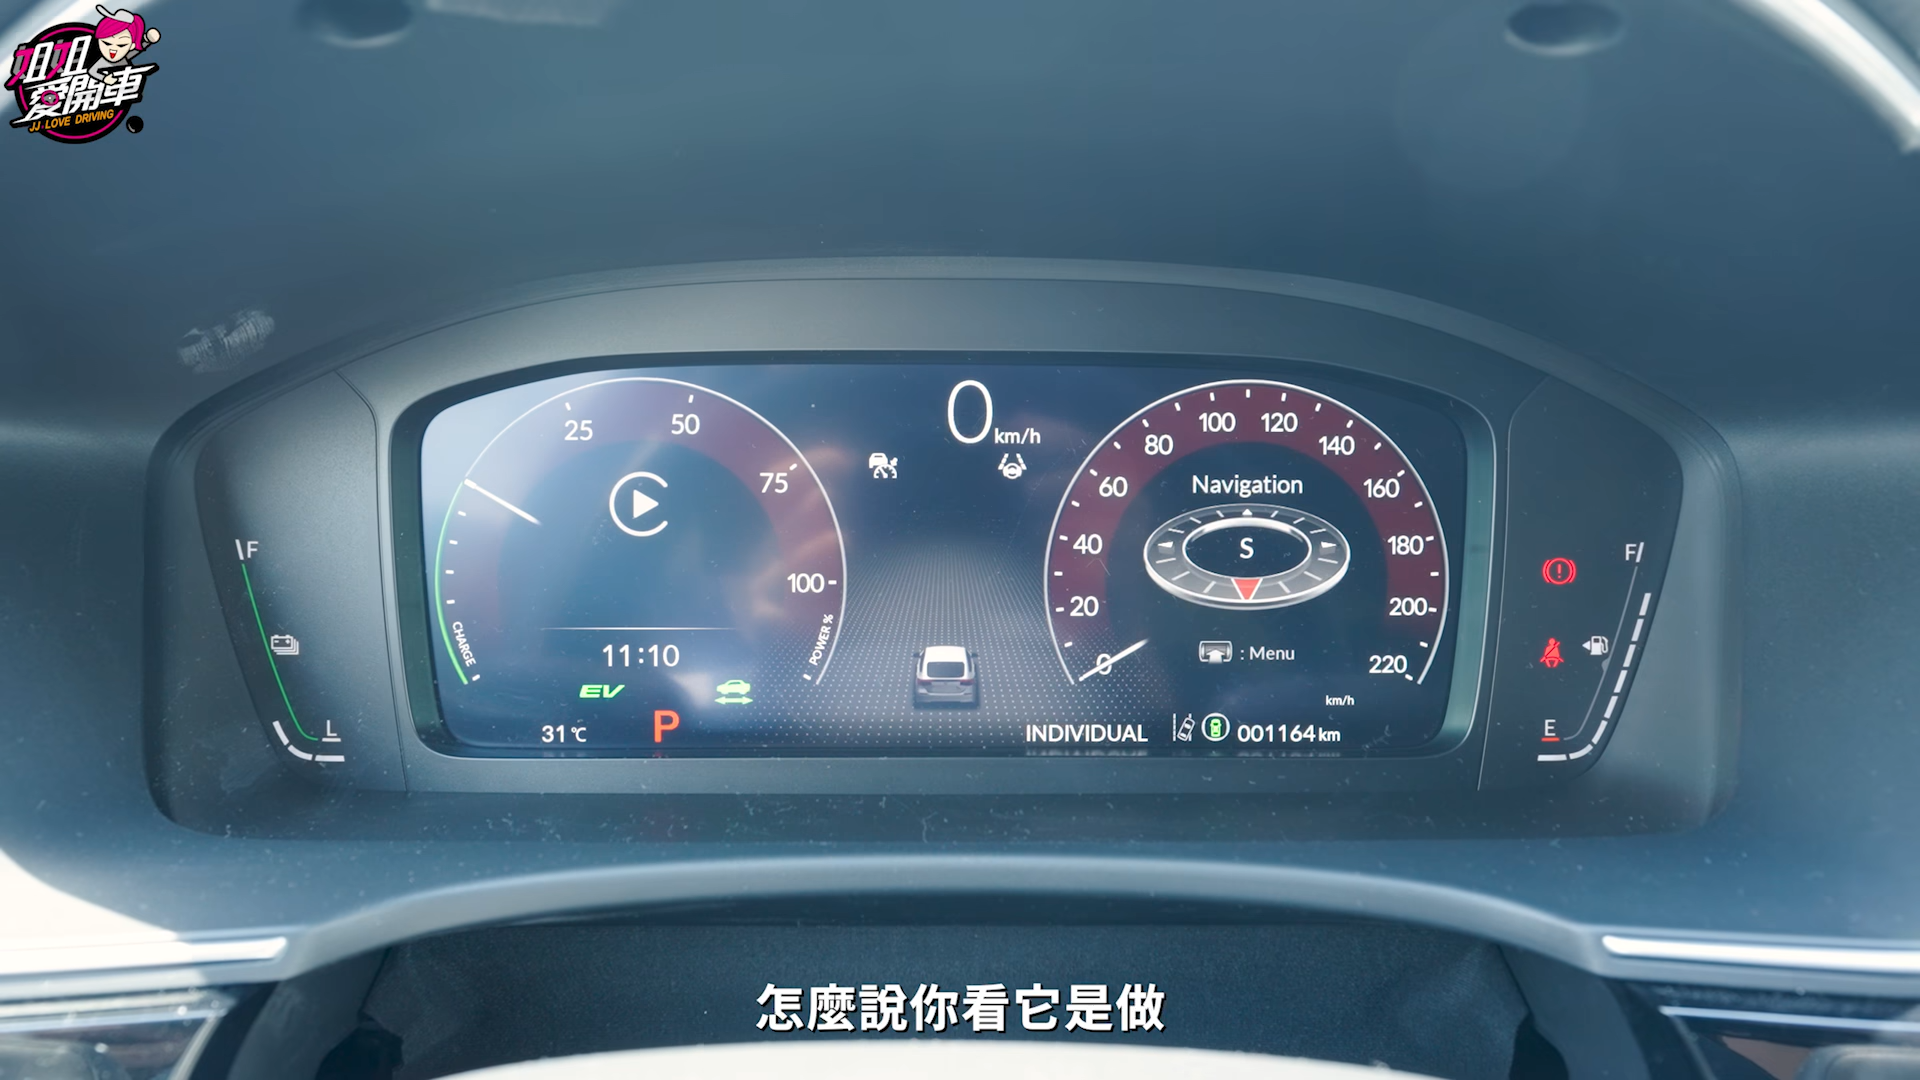 姐姐
愛開車
JJ LOVE DRIVING
0 km/h
25
50
75
100
CHARGE
POWER %
11:10
EV
31℃
P
F
L
Navigation
S
: Menu
0
20
40
60
80
100
120
140
160
180
200
220
km/h
INDIVIDUAL
001164 km
F
E
怎麼說你看它是做